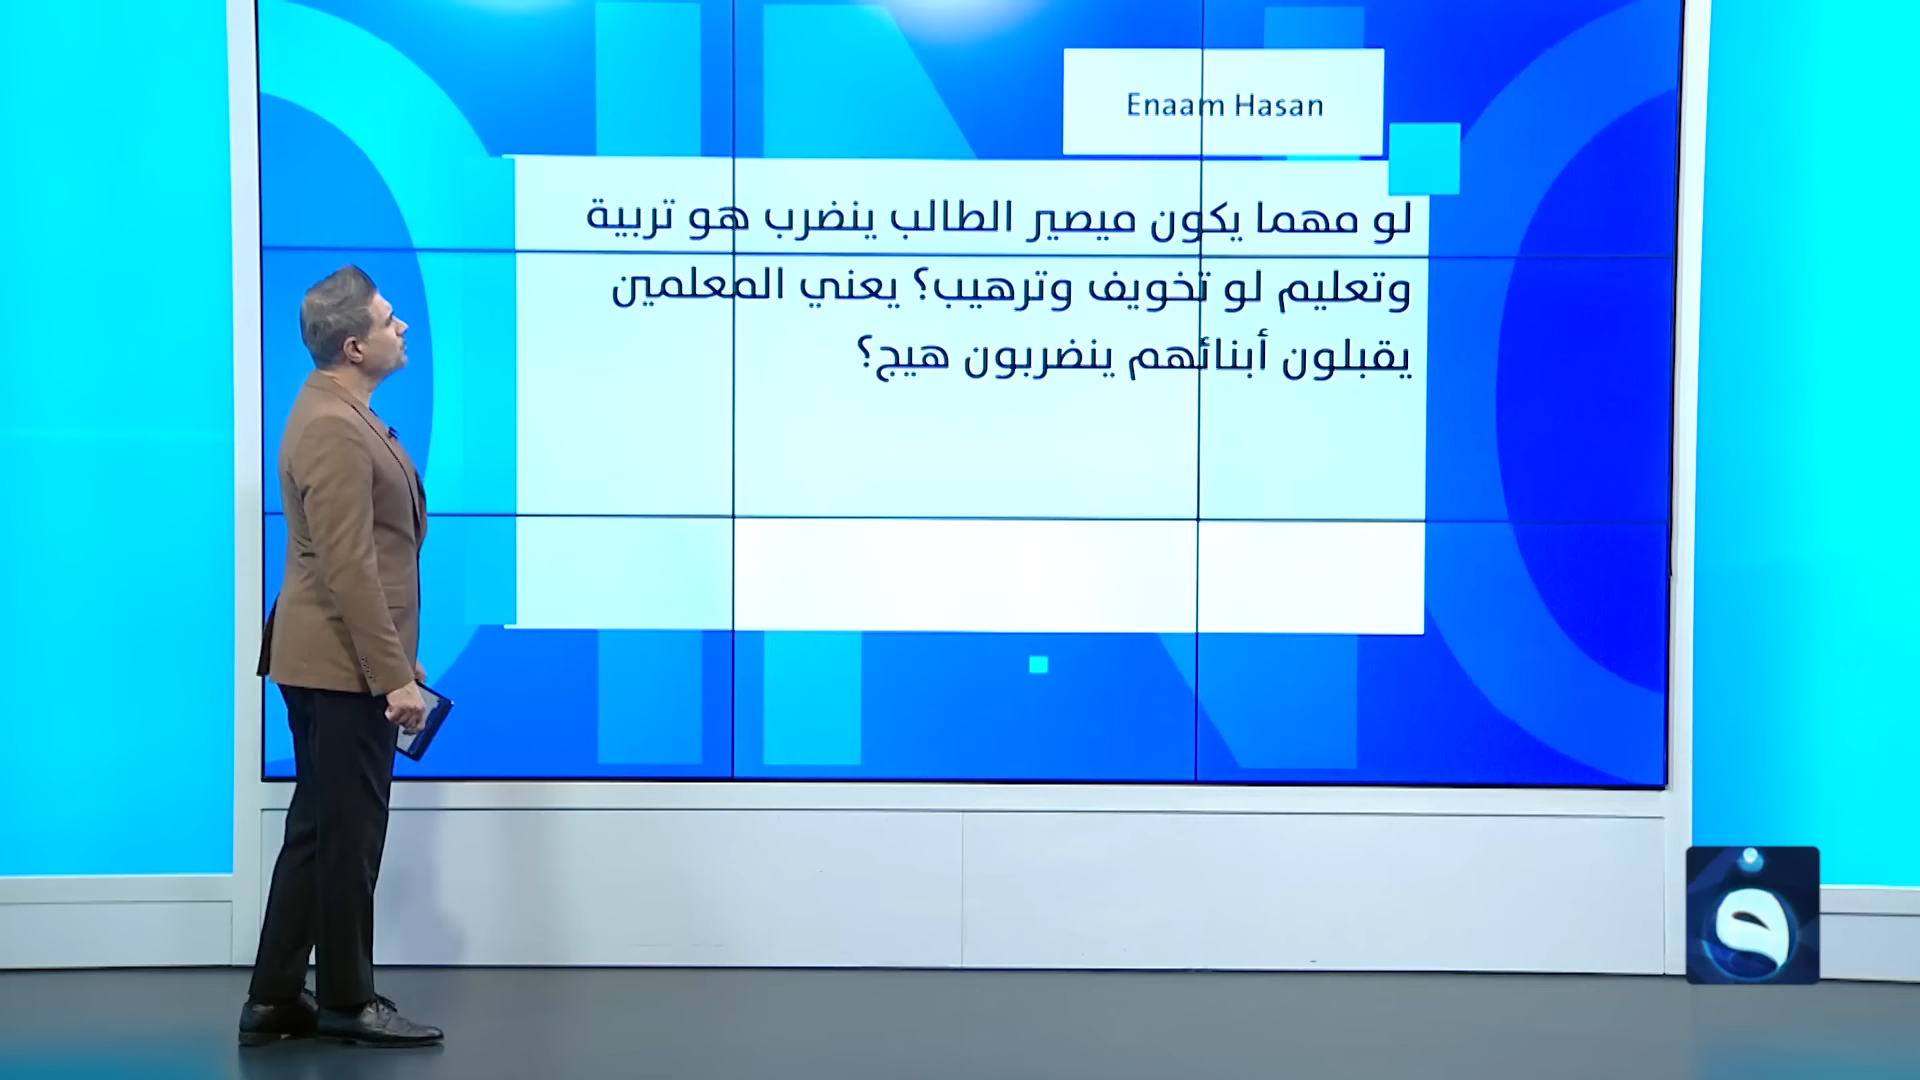 Enaam Hasan
لو مهما يكون ميصير الطالب ينضرب هو تربية
وتعليم لو تخويف وترهيب؟ يعني المعلمين
يقبلون أبنائهم ينضربون هيج؟